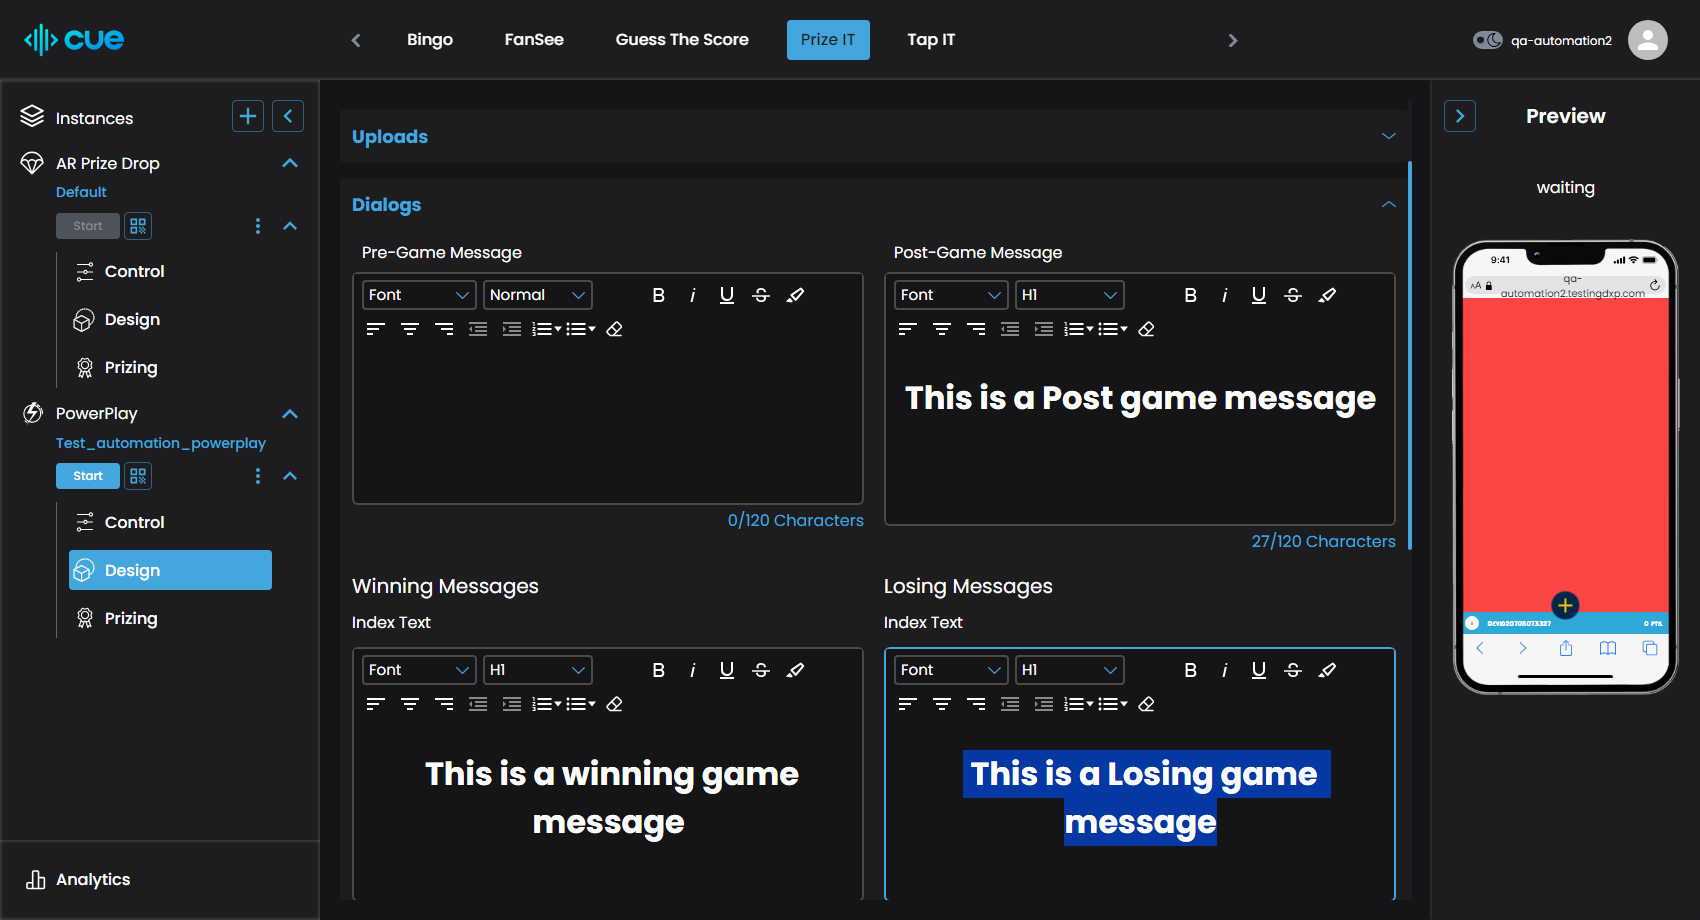 cue
Bingo
FanSee
Guess The Score
Prize IT
Tap IT
qa-automation2
Instances
AR Prize Drop
Default
Start
Control
Design
Prizing
PowerPlay
Test_automation_powerplay
Start
Control
Design
Prizing
Analytics
Uploads
Dialogs
Pre-Game Message
Font
Normal
B i U S
0/120 Characters
Post-Game Message
Font
H1
B i U S
This is a Post game message
27/120 Characters
Winning Messages
Index Text
Font
H1
B i U S
This is a winning game
message
Losing Messages
Index Text
Font
H1
B i U S
This is a Losing game
message
Preview
waiting
9:41
AA
qa-
automation2.testingdxp.com
DEVID20705073327
0 PTS.